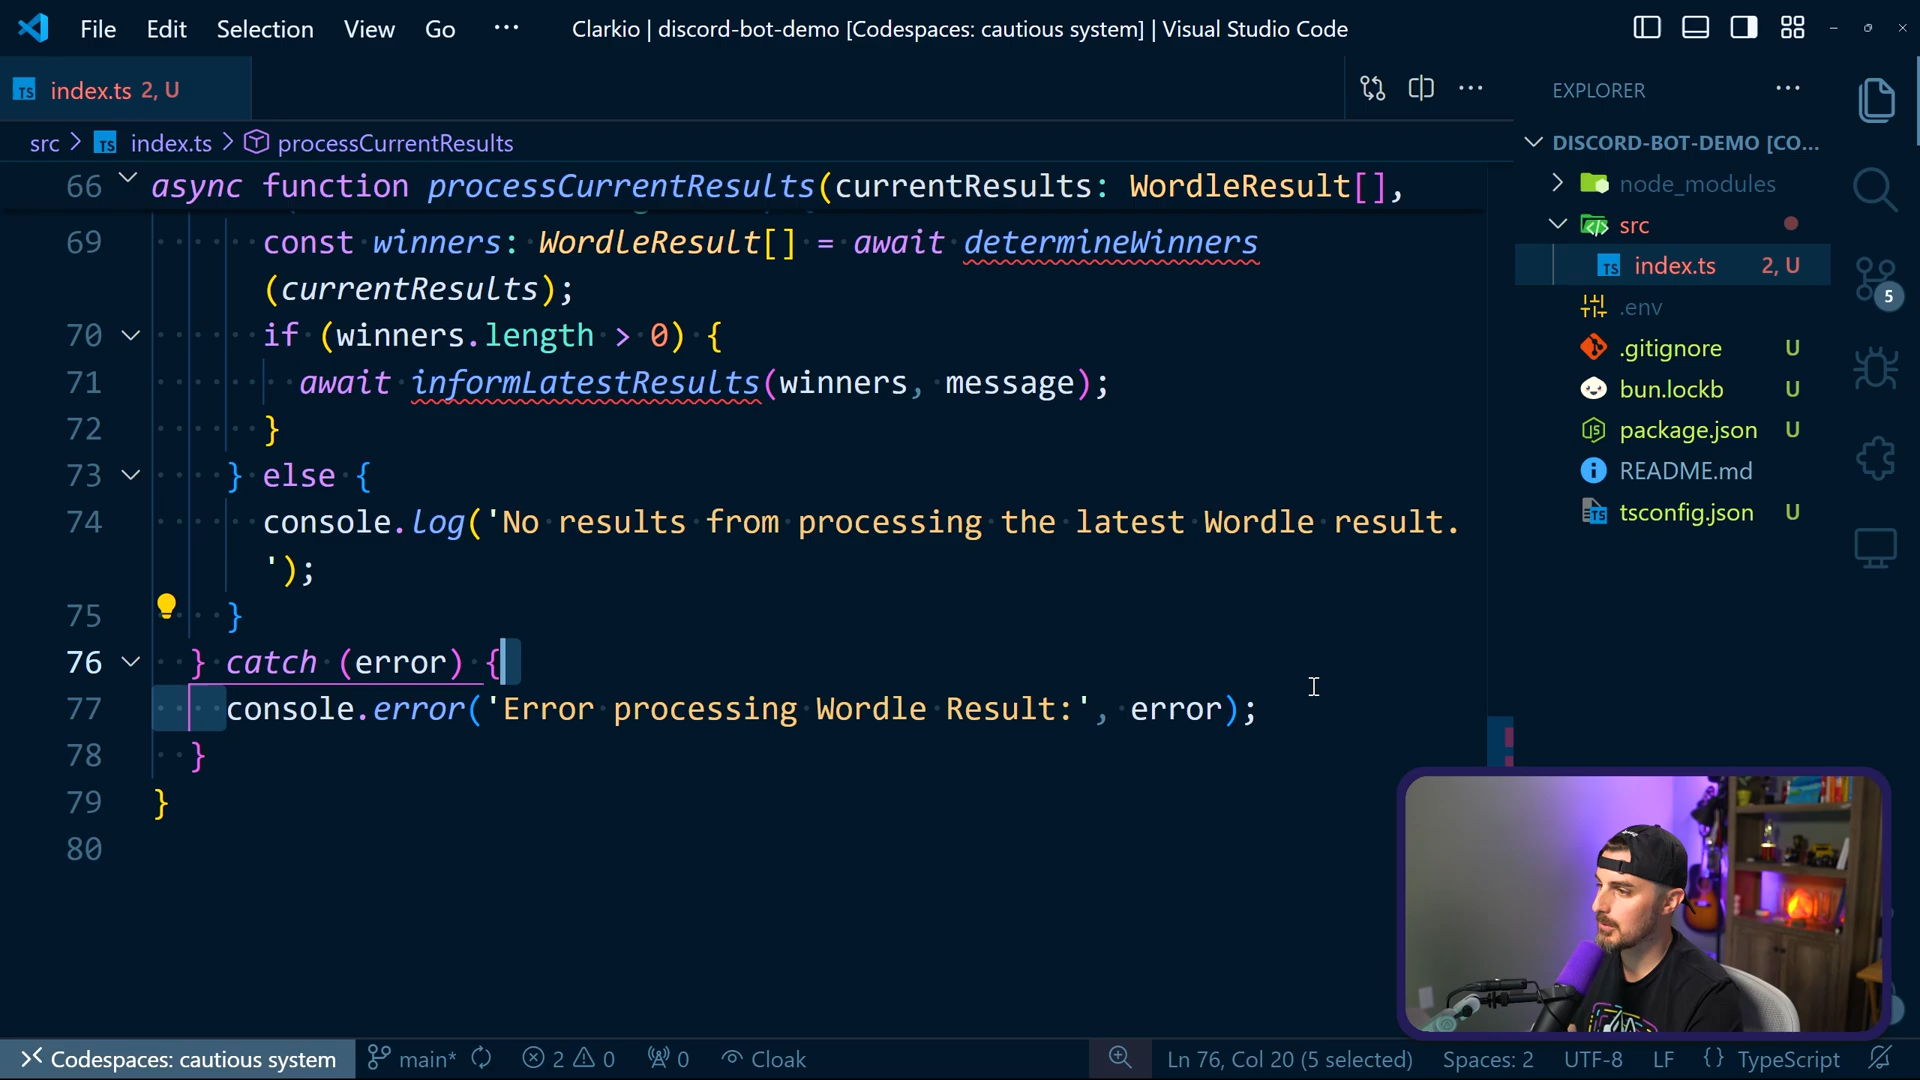 File Edit Selection View Go ··· Clarkio | discord-bot-demo [Codespaces: cautious system] | Visual Studio Code
TS index.ts 2, U
src > TS index.ts > processCurrentResults
66 async function processCurrentResults(currentResults: WordleResult[],
69 const winners: WordleResult[] = await determineWinners
(currentResults);
70 if (winners.length > 0) {
71 await informLatestResults(winners, message);
72 }
73 } else {
74 console.log('No results from processing the latest Wordle result.
');
75 }
76 } catch (error) {
77 console.error('Error processing Wordle Result:', error);
78 }
79 }
80
EXPLORER ···
DISCORD-BOT-DEMO [CO...
node_modules
src
TS index.ts 2, U
.env
.gitignore U
bun.lockb U
package.json U
README.md
tsconfig.json U
5
Codespaces: cautious system main* 2 0 0 Cloak Ln 76, Col 20 (5 selected) Spaces: 2 UTF-8 LF {} TypeScript